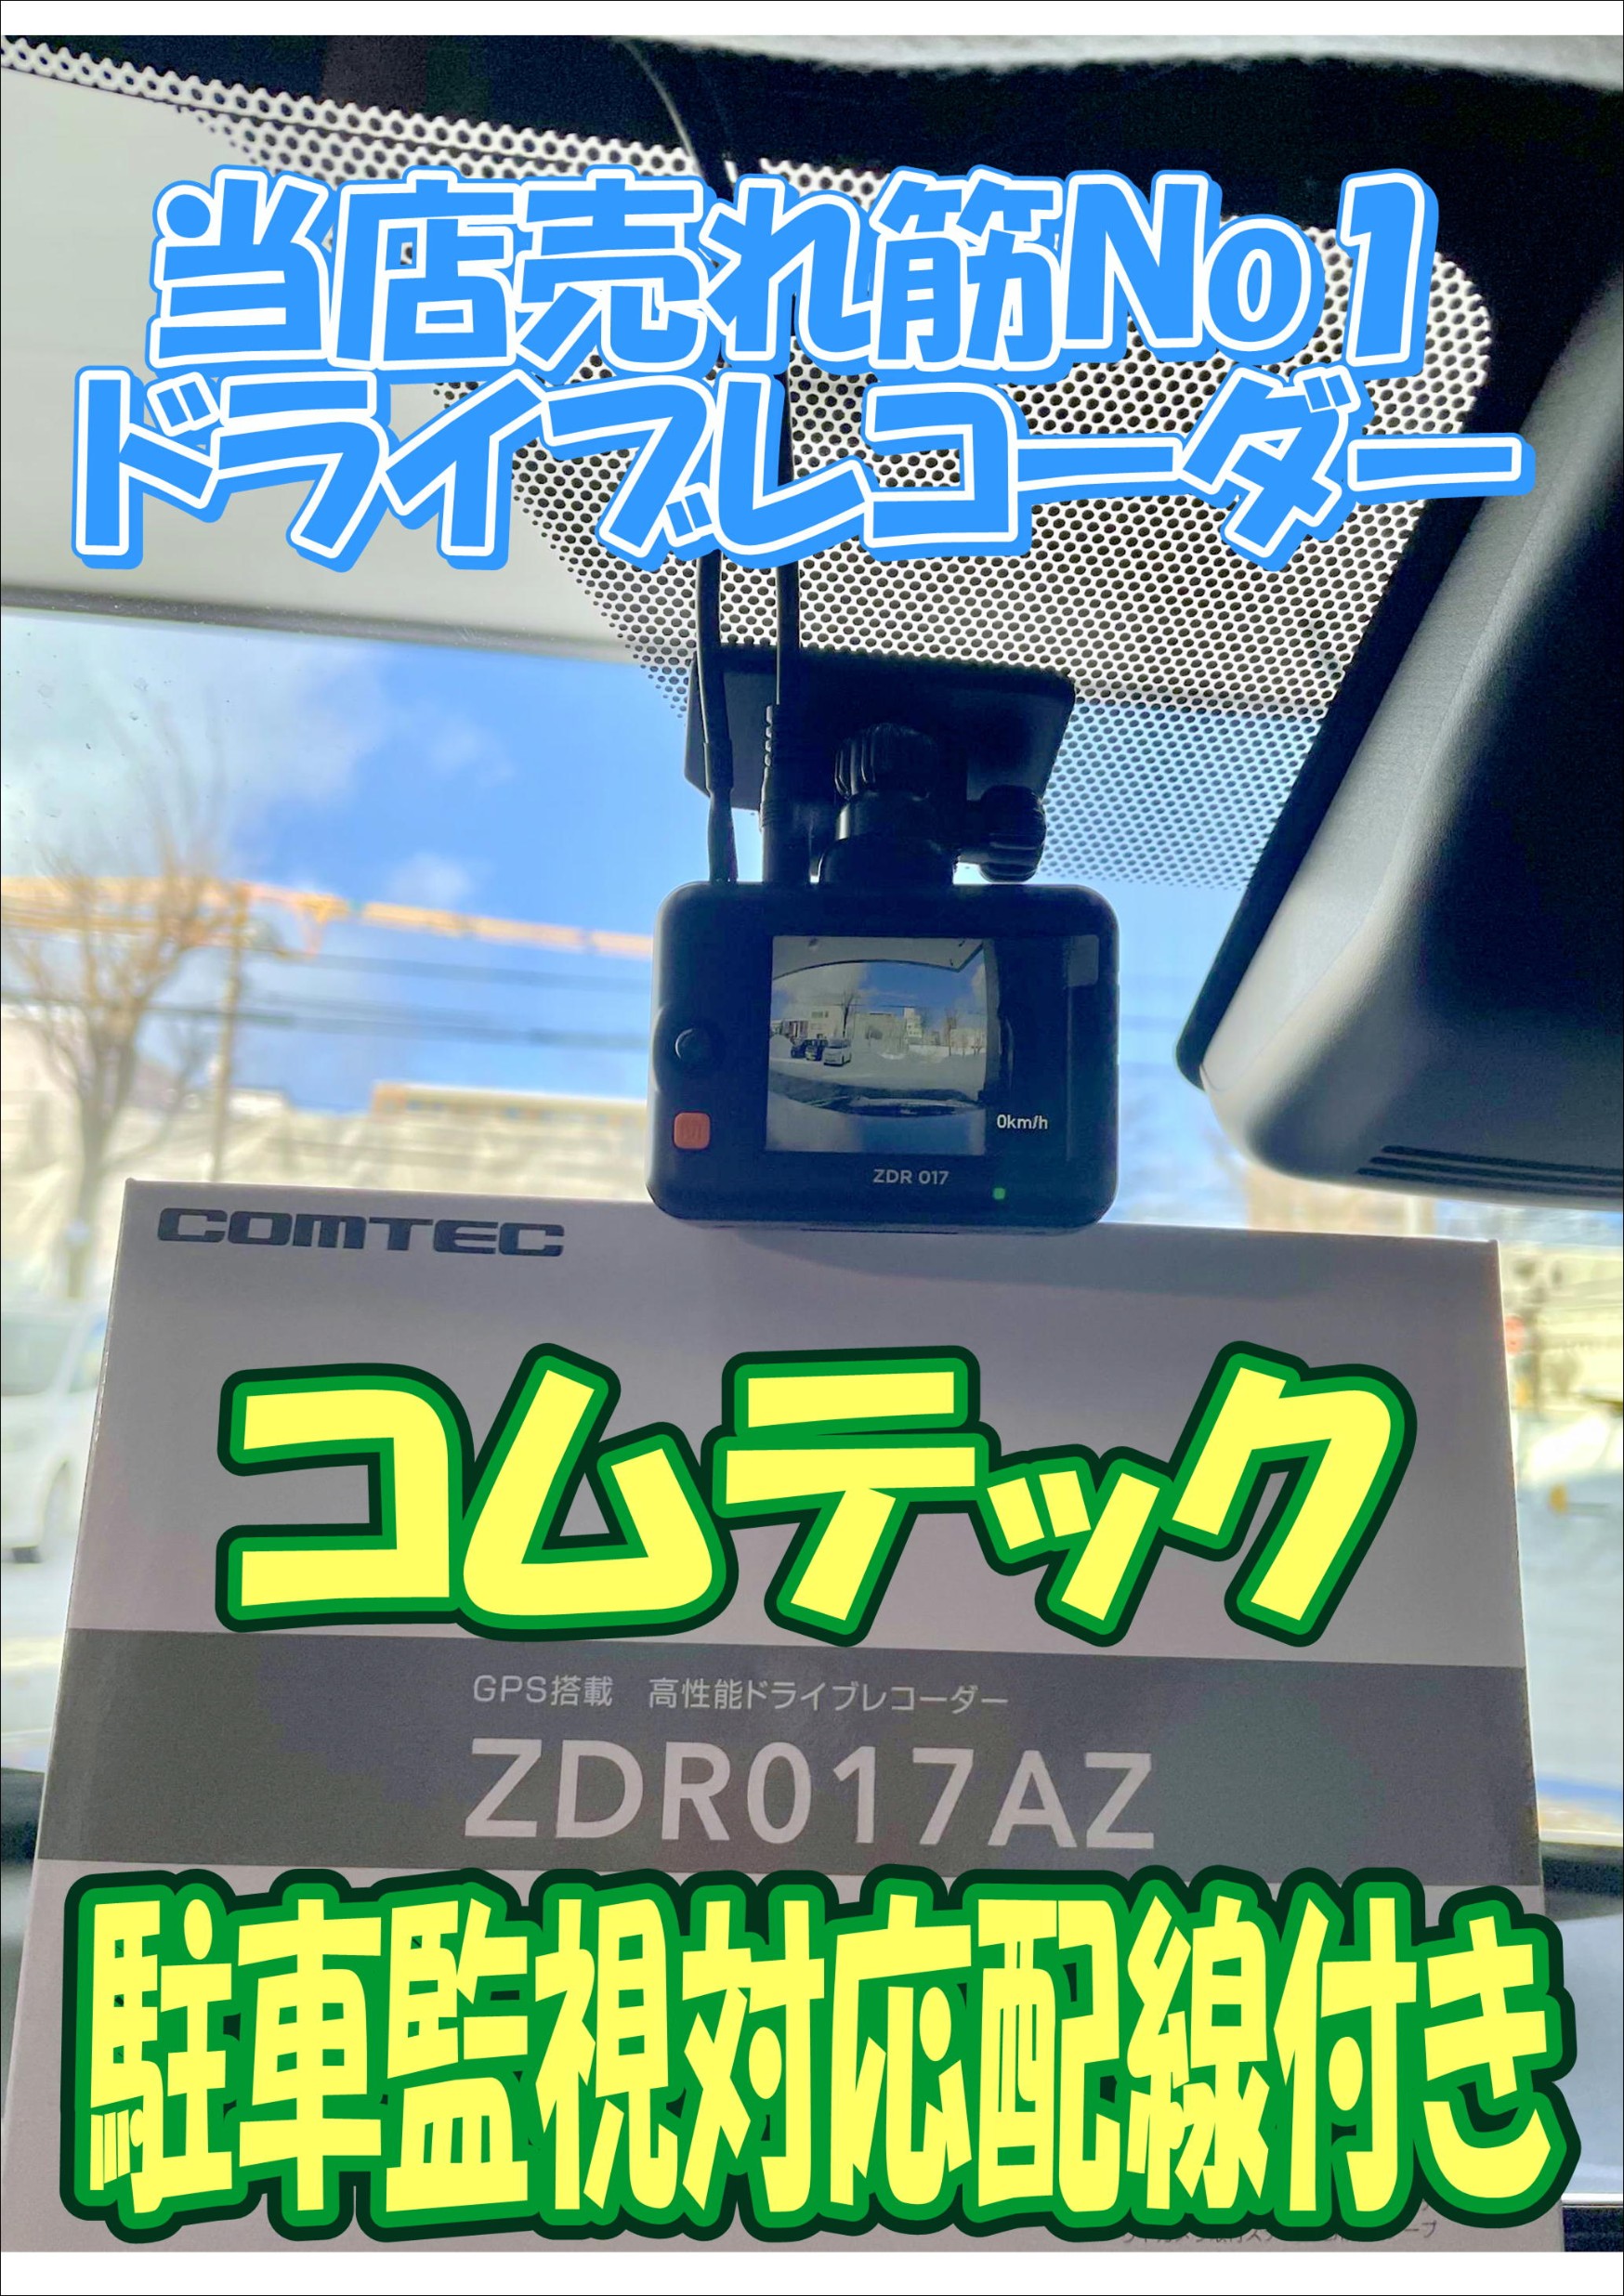 当店売れ筋No1
ドライブレコーダー
0km/h
ZDR 017
COMTEC
コムテック
GPS搭載 高性能ドライブレコーダー
ZDR017AZ
駐車監視対応配線付き